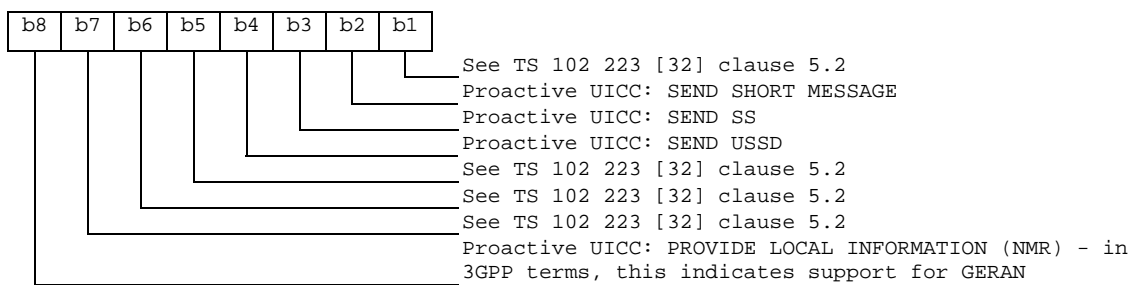 b8 b7 b6 b5 b4 b3 b2 b1
See TS 102 223 [32] clause 5.2
Proactive UICC: SEND SHORT MESSAGE
Proactive UICC: SEND SS
Proactive UICC: SEND USSD
See TS 102 223 [32] clause 5.2
See TS 102 223 [32] clause 5.2
See TS 102 223 [32] clause 5.2
Proactive UICC: PROVIDE LOCAL INFORMATION (NMR) - in
3GPP terms, this indicates support for GERAN